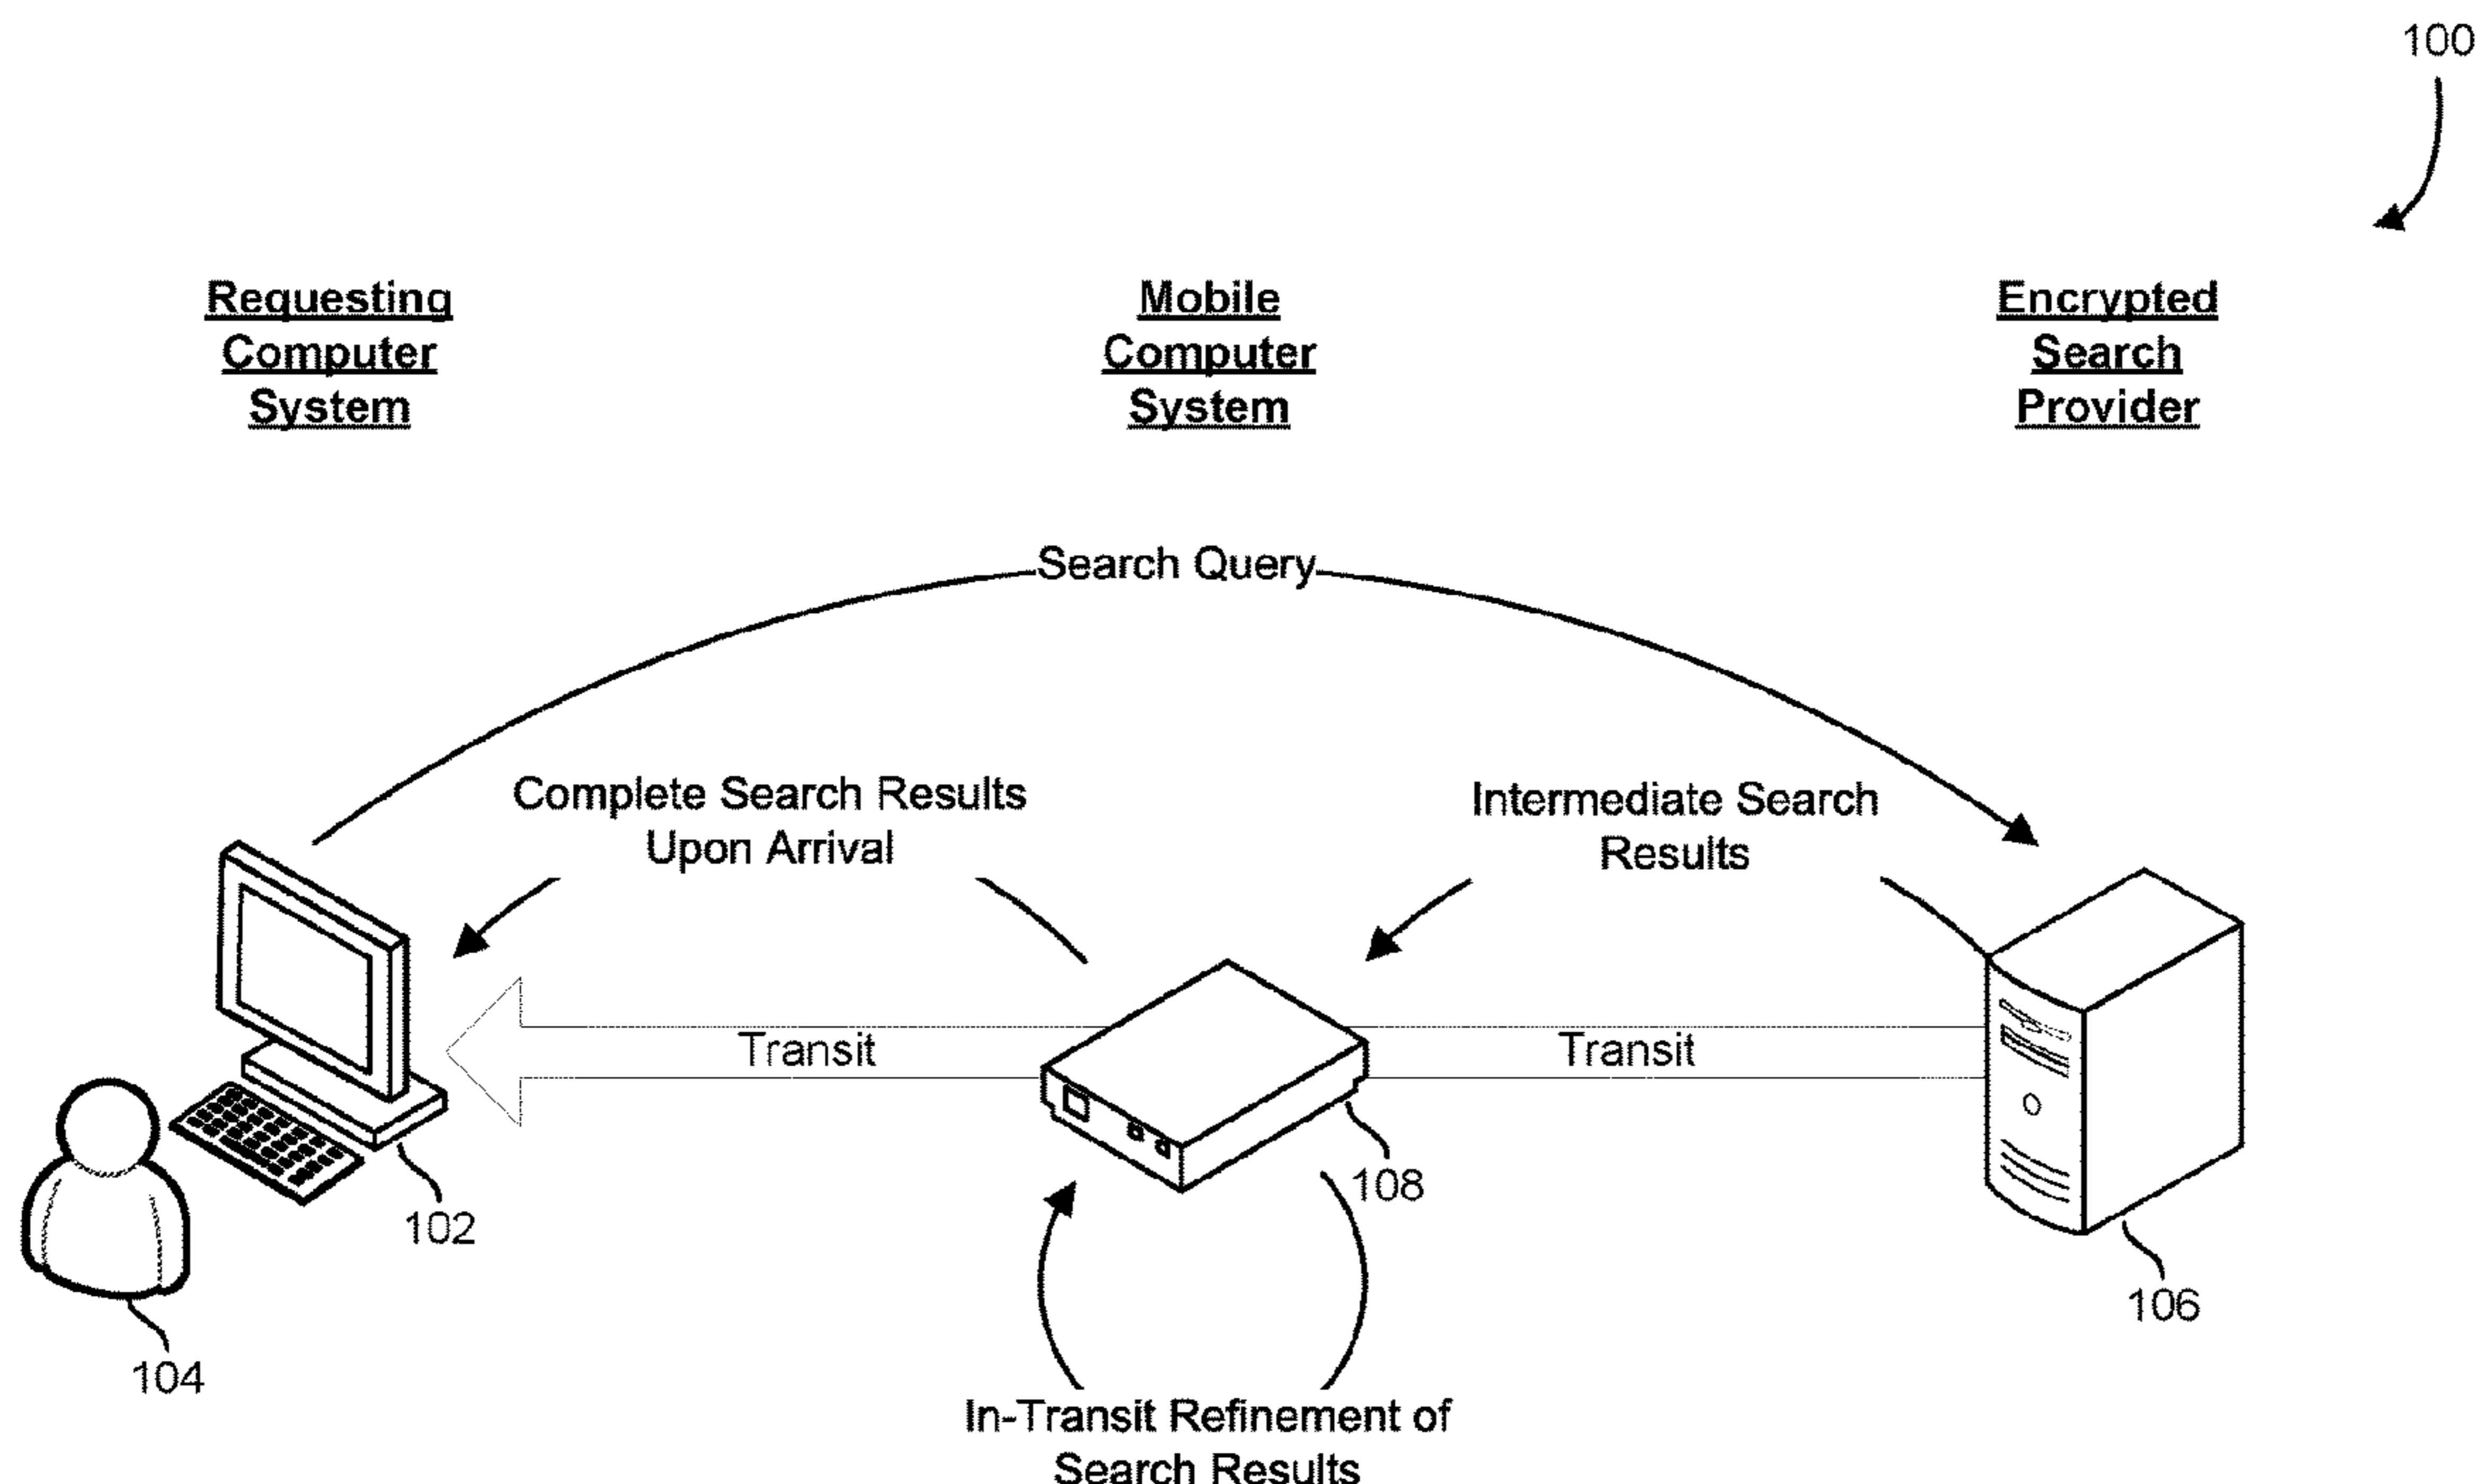 100
Requesting
Computer
System
Mobile
Computer
System
Encrypted
Search
Provider
Search Query
Complete Search Results
Upon Arrival
Intermediate Search
Results
Transit
Transit
108
102
106
104
In-Transit Refinement of
Search Results